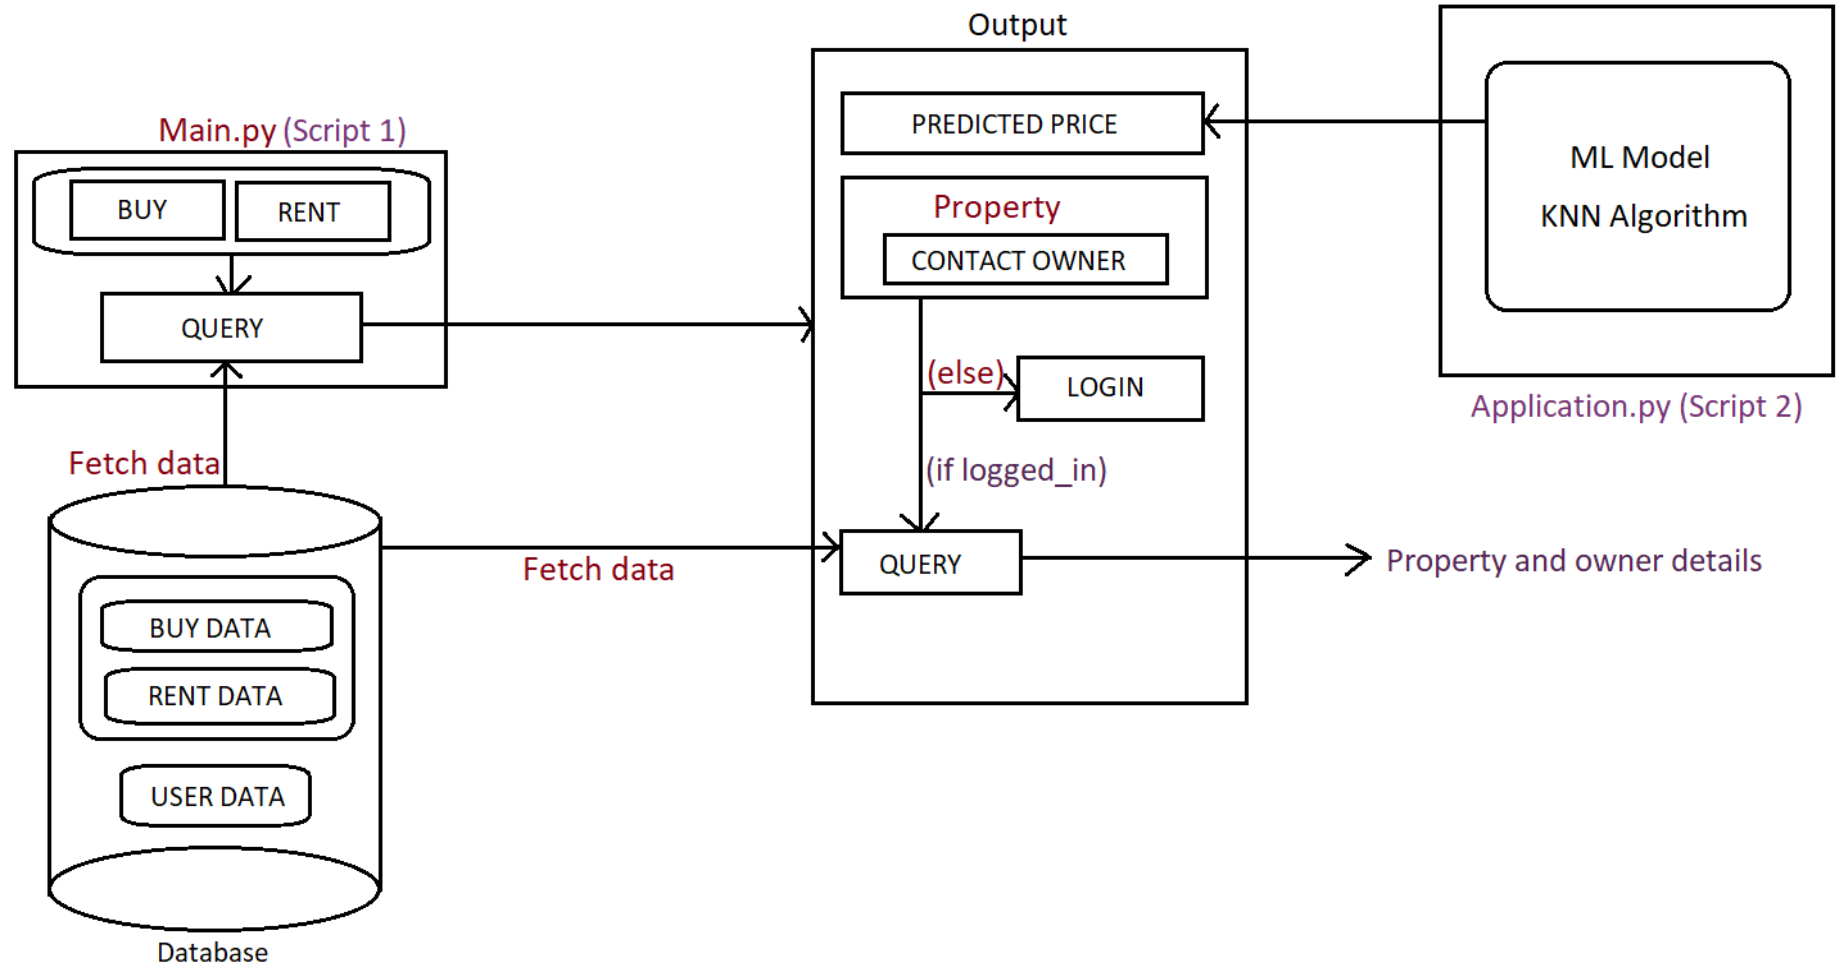 Output
Main.py (Script 1)
BUY
RENT
QUERY
Fetch data
BUY DATA
RENT DATA
USER DATA
Database
Fetch data
PREDICTED PRICE
Property
CONTACT OWNER
(else)
LOGIN
(if logged_in)
QUERY
Property and owner details
ML Model
KNN Algorithm
Application.py (Script 2)